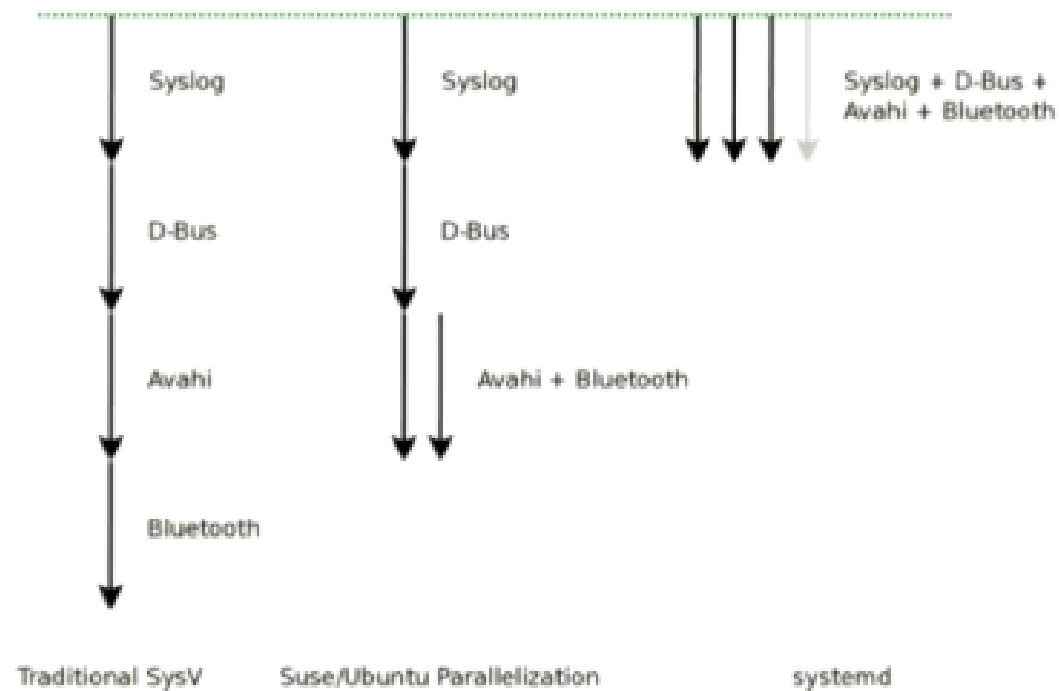 Syslog
Syslog
Syslog + D-Bus +
Avahi + Bluetooth
D-Bus
D-Bus
Avahi
Avahi + Bluetooth
Bluetooth
Traditional SysV
Suse/Ubuntu Parallelization
systemd